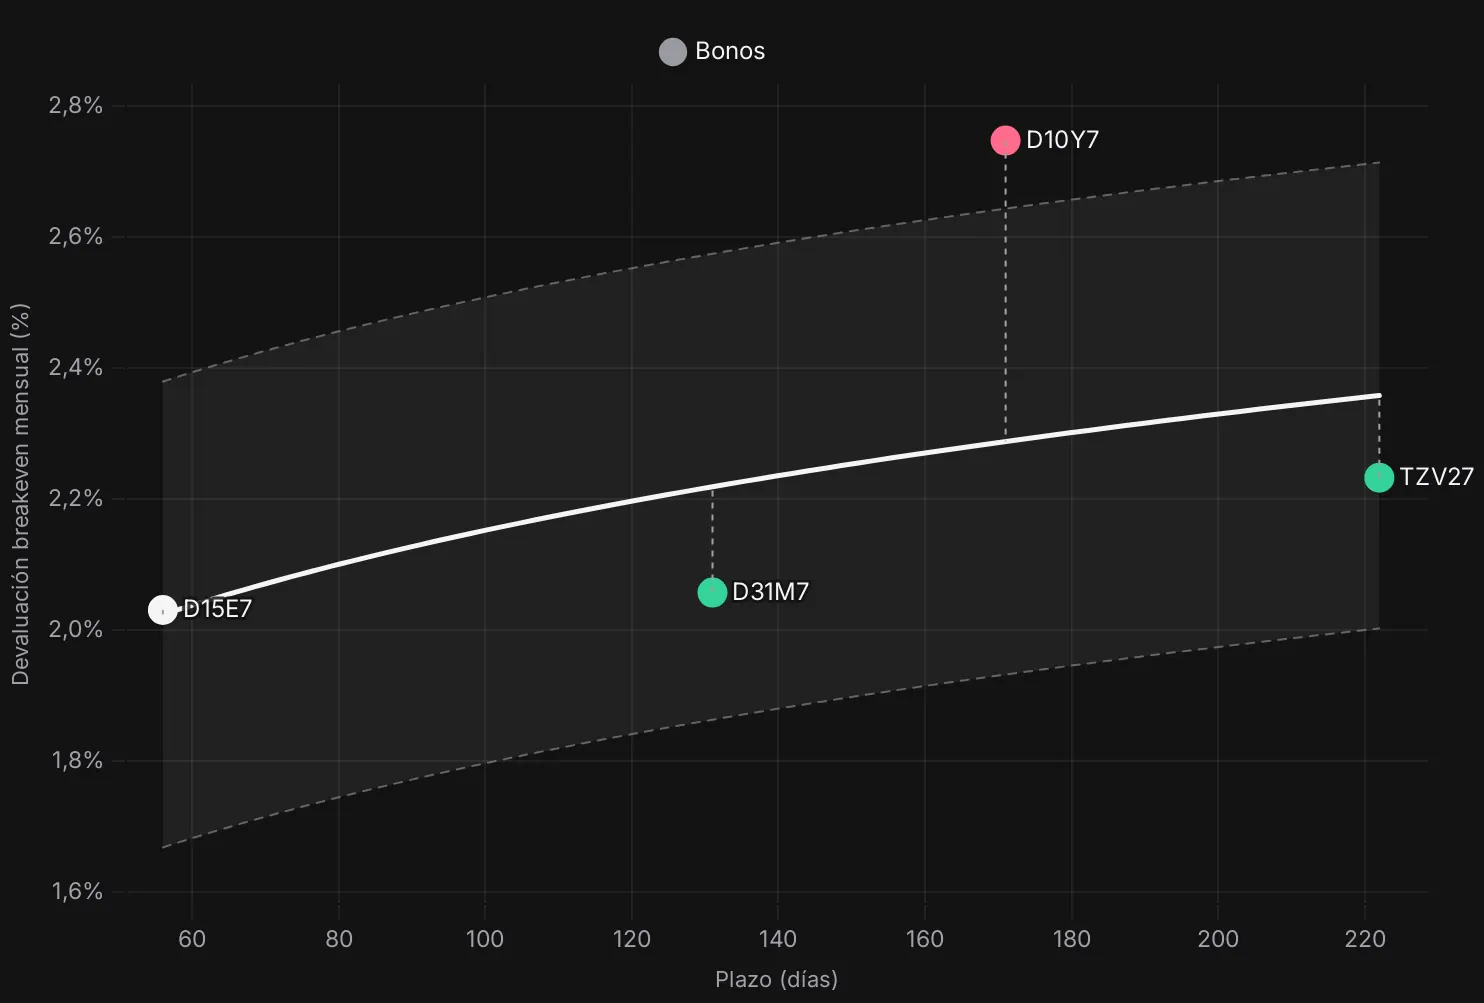 Bonos
2,8%
2,6%
2,4%
2,2%
2,0%
1,8%
1,6%
Devaluación breakeven mensual (%)
D10Y7
TZV27
D31M7
D15E7
60 80 100 120 140 160 180 200 220
Plazo (días)